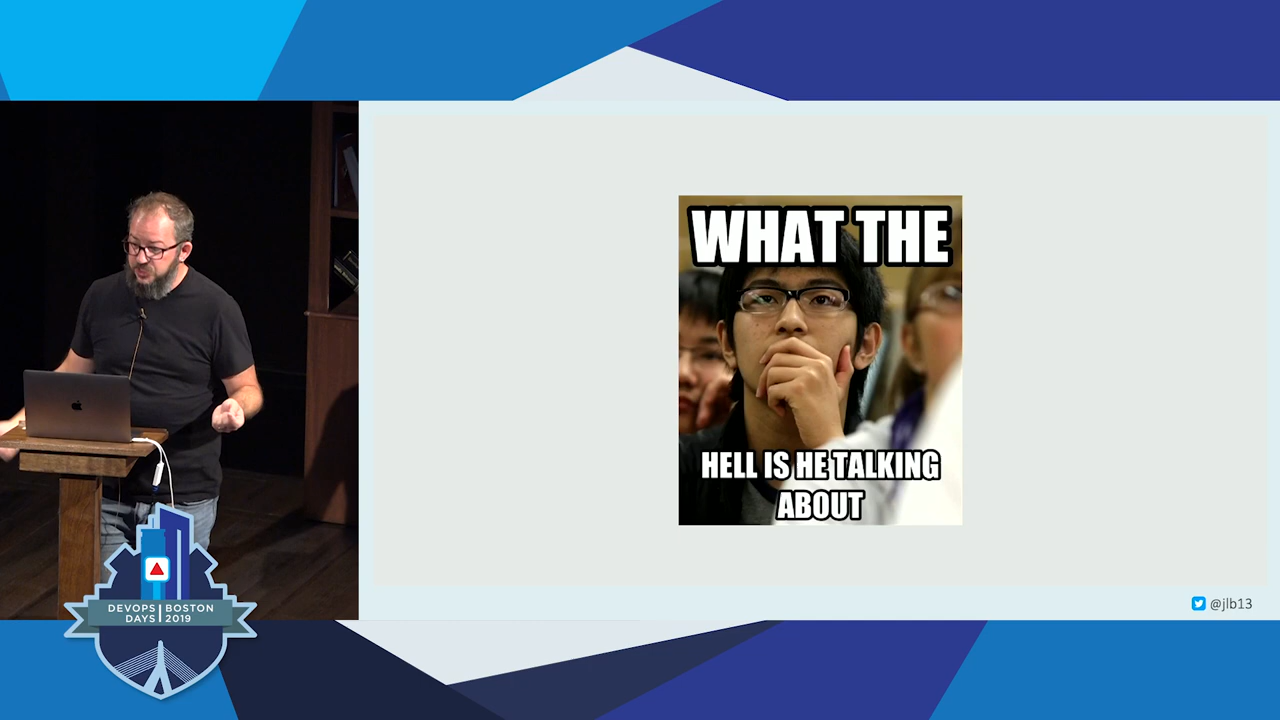 WHAT THE
HELL IS HE TALKING
ABOUT
@jlb13
DEVOPS BOSTON
DAYS 2019